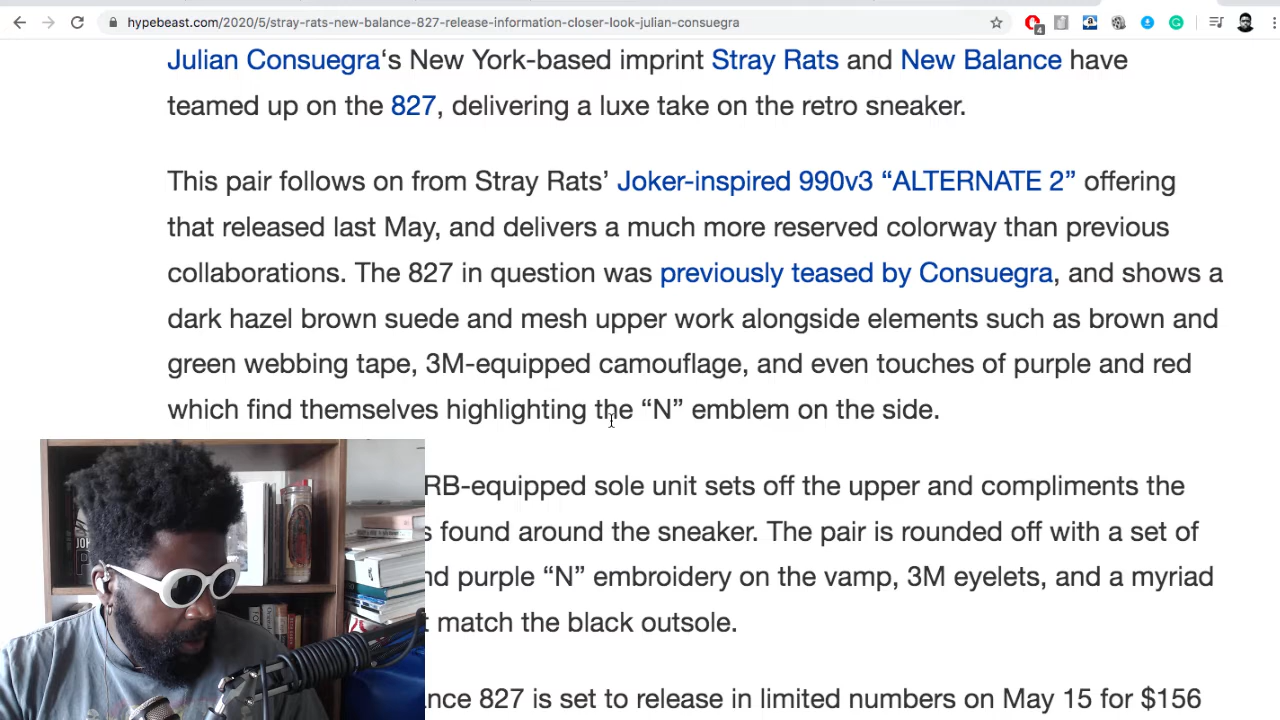 hypebeast.com/2020/5/stray-rats-new-balance-827-release-information-closer-look-julian-consuegra
4
Julian Consuegra‘s New York-based imprint Stray Rats and New Balance have
teamed up on the 827, delivering a luxe take on the retro sneaker.
This pair follows on from Stray Rats’ Joker-inspired 990v3 “ALTERNATE 2” offering
that released last May, and delivers a much more reserved colorway than previous
collaborations. The 827 in question was previously teased by Consuegra, and shows a
dark hazel brown suede and mesh upper work alongside elements such as brown and
green webbing tape, 3M-equipped camouflage, and even touches of purple and red
which find themselves highlighting the “N” emblem on the side.
RB-equipped sole unit sets off the upper and compliments the
s found around the sneaker. The pair is rounded off with a set of
nd purple “N” embroidery on the vamp, 3M eyelets, and a myriad
t match the black outsole.
nce 827 is set to release in limited numbers on May 15 for $156